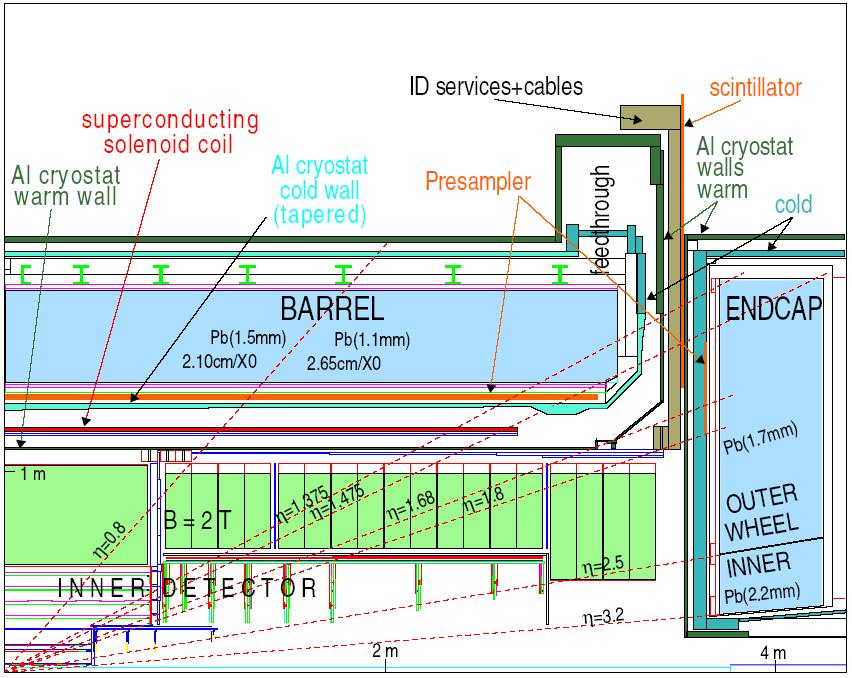 ID services+cables
scintillator
superconducting
solenoid coil
Al cryostat
walls
warm
Al cryostat
cold wall
(tapered)
Al cryostat
warm wall
Presampler
feedthrough
cold
BARREL
ENDCAP
Pb(1.5mm)
Pb(1.1mm)
2.10cm/X0
2.65cm/X0
Pb(1.7mm)
1 m
η=0.8
B = 2 T
η=1.375
η=1.475
η=1.68
η=1.8
OUTER
WHEEL
INNER
Pb(2.2mm)
η=2.5
INNER DETECTOR
η=3.2
2 m
4 m